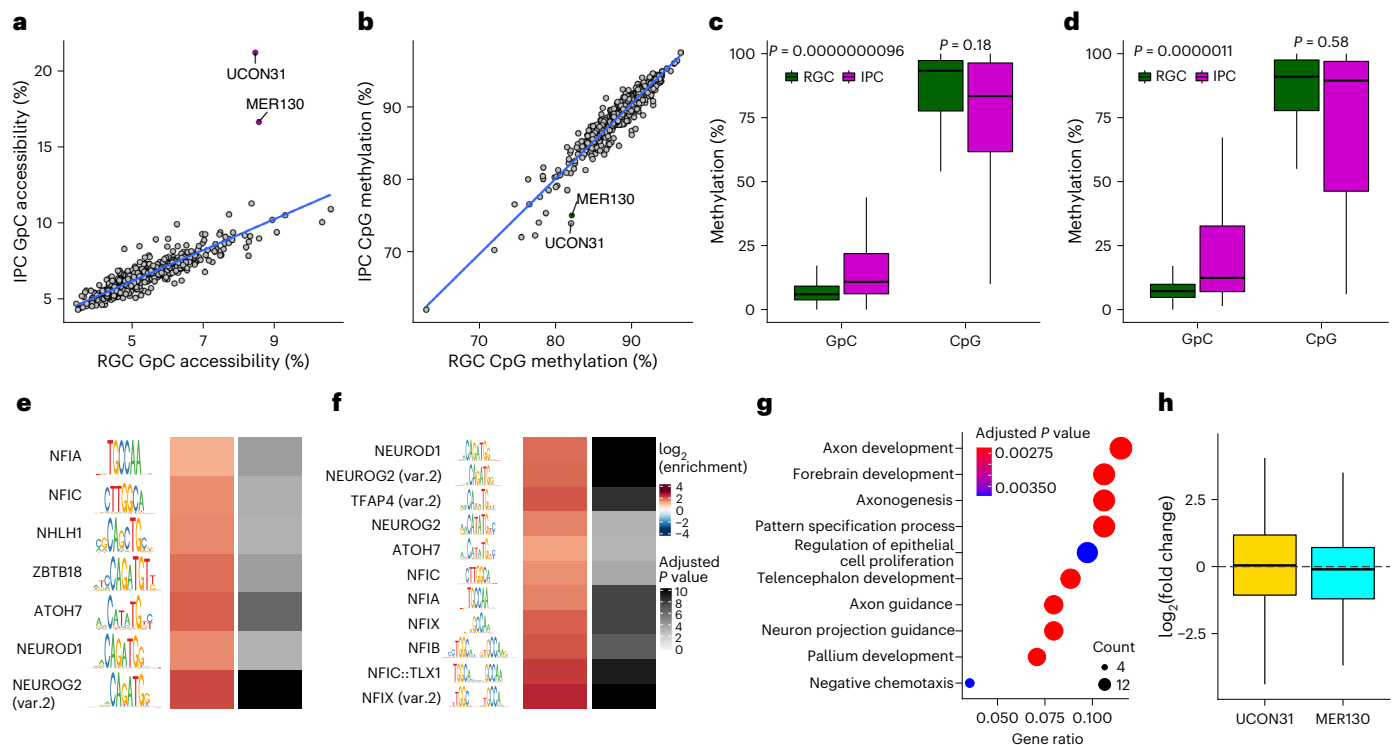 a
20
15
10
5
UCON31
MER130
5
7
9
IPC GpC accessibility (%)
RGC GpC accessibility (%)
b
90
80
70
MER130
UCON31
70
80
90
IPC CpG methylation (%)
RGC CpG methylation (%)
c
P = 0.0000000096
P = 0.18
RGC
IPC
100
75
50
25
0
Methylation (%)
GpC
CpG
d
P = 0.0000011
P = 0.58
RGC
IPC
100
75
50
25
0
Methylation (%)
GpC
CpG
e
NFIA
TGCCAA
NFIC
CTTGGCA
NHLH1
CAGCTG
ZBTB18
CAGATGT
ATOH7
CATATG
NEUROD1
CAGATGG
NEUROG2
(var.2)
CAGATGG
f
NEUROD1
NEUROG2 (var.2)
TFAP4 (var.2)
NEUROG2
ATOH7
NFIC
NFIA
NFIX
NFIB
NFIC::TLX1
NFIX (var.2)
log2
(enrichment)
4
2
0
−2
−4
Adjusted
P value
10
8
6
4
2
0
g
Axon development
Forebrain development
Axonogenesis
Pattern specification process
Regulation of epithelial
cell proliferation
Telencephalon development
Axon guidance
Neuron projection guidance
Pallium development
Negative chemotaxis
Adjusted P value
0.00275
0.00350
Count
4
12
0.050
0.075
0.100
Gene ratio
h
2.5
0
−2.5
log2(fold change)
UCON31
MER130